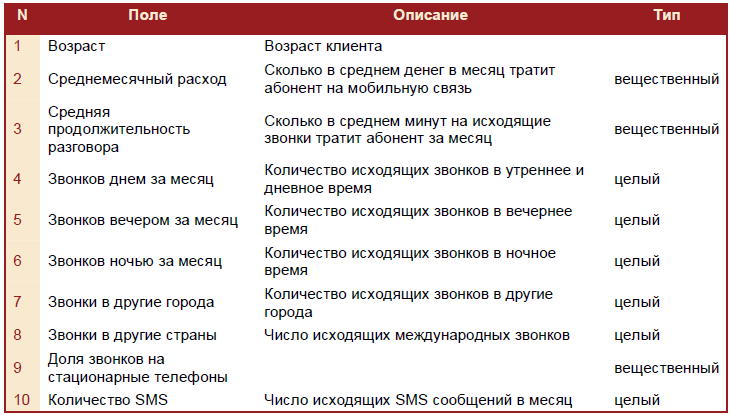 N Поле Описание Тип
1 Возраст Возраст клиента
2 Среднемесячный расход Сколько в среднем денег в месяц тратит абонент на мобильную связь вещественный
3 Средняя продолжительность разговора Сколько в среднем минут на исходящие звонки тратит абонент за месяц вещественный
4 Звонков днем за месяц Количество исходящих звонков в утреннее и дневное время целый
5 Звонков вечером за месяц Количество исходящих звонков в вечернее время целый
6 Звонков ночью за месяц Количество исходящих звонков в ночное время целый
7 Звонки в другие города Количество исходящих звонков в другие города целый
8 Звонки в другие страны Число исходящих международных звонков целый
9 Доля звонков на стационарные телефоны вещественный
10 Количество SMS Число исходящих SMS сообщений в месяц целый